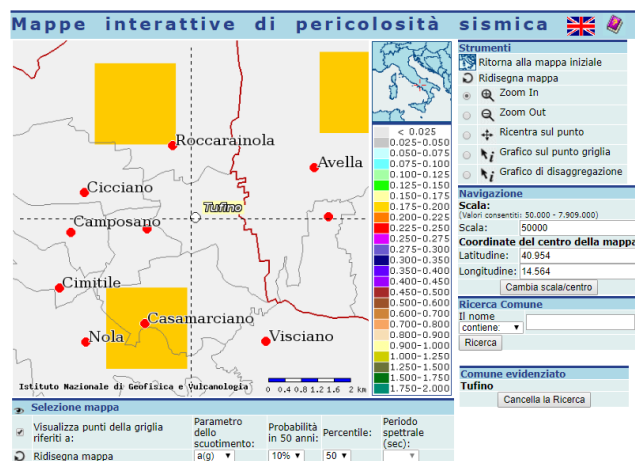 Mappe interattive di pericolosità sismica
Roccarainola
Avella
Cicciano
Tufino
Camposano
Cimitile
Casamarciano
Nola
Visciano
Istituto Nazionale di Geofisica e Vulcanologia
0 0.4 0.8 1.2 1.6 2 km
< 0.025
0.025-0.050
0.050-0.075
0.075-0.100
0.100-0.125
0.125-0.150
0.150-0.175
0.175-0.200
0.200-0.225
0.225-0.250
0.250-0.275
0.275-0.300
0.300-0.350
0.350-0.400
0.400-0.450
0.450-0.500
0.500-0.600
0.600-0.700
0.700-0.800
0.800-0.900
0.900-1.000
1.000-1.250
1.250-1.500
1.500-1.750
1.750-2.000
Strumenti
Ritorna alla mappa iniziale
Ridisegna mappa
Zoom In
Zoom Out
Ricentra sul punto
Grafico sul punto griglia
Grafico di disaggregazione
Navigazione
Scala:
(Valori consentiti: 50.000 - 7.909.000)
Scala: 50000
Coordinate del centro della mappa
Latitudine: 40.954
Longitudine: 14.564
Cambia scala/centro
Ricerca Comune
Il nome
contiene:
Ricerca
Comune evidenziato
Tufino
Cancella la Ricerca
Selezione mappa
Visualizza punti della griglia
riferiti a:
Parametro
dello
scuotimento:
a(g)
Probabilità
in 50 anni:
10%
Percentile:
50
Periodo
spettrale
(sec):
Ridisegna mappa